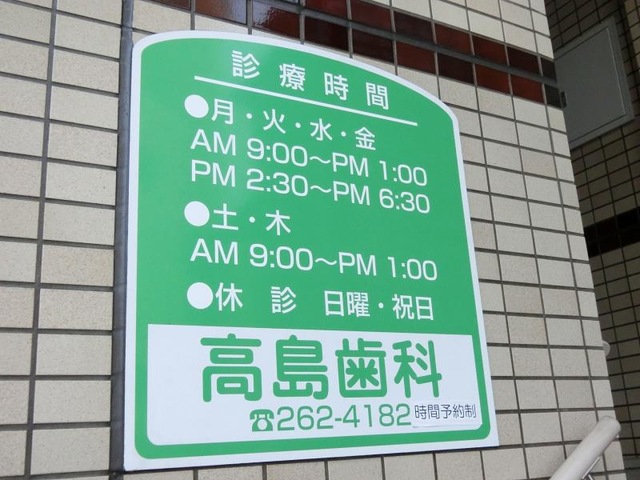 診療時間
●月・火・水・金
AM 9:00～PM 1:00
PM 2:30～PM 6:30
●土・木
AM 9:00～PM 1:00
●休 診 日曜・祝日
高島歯科
☎262-4182 時間予約制